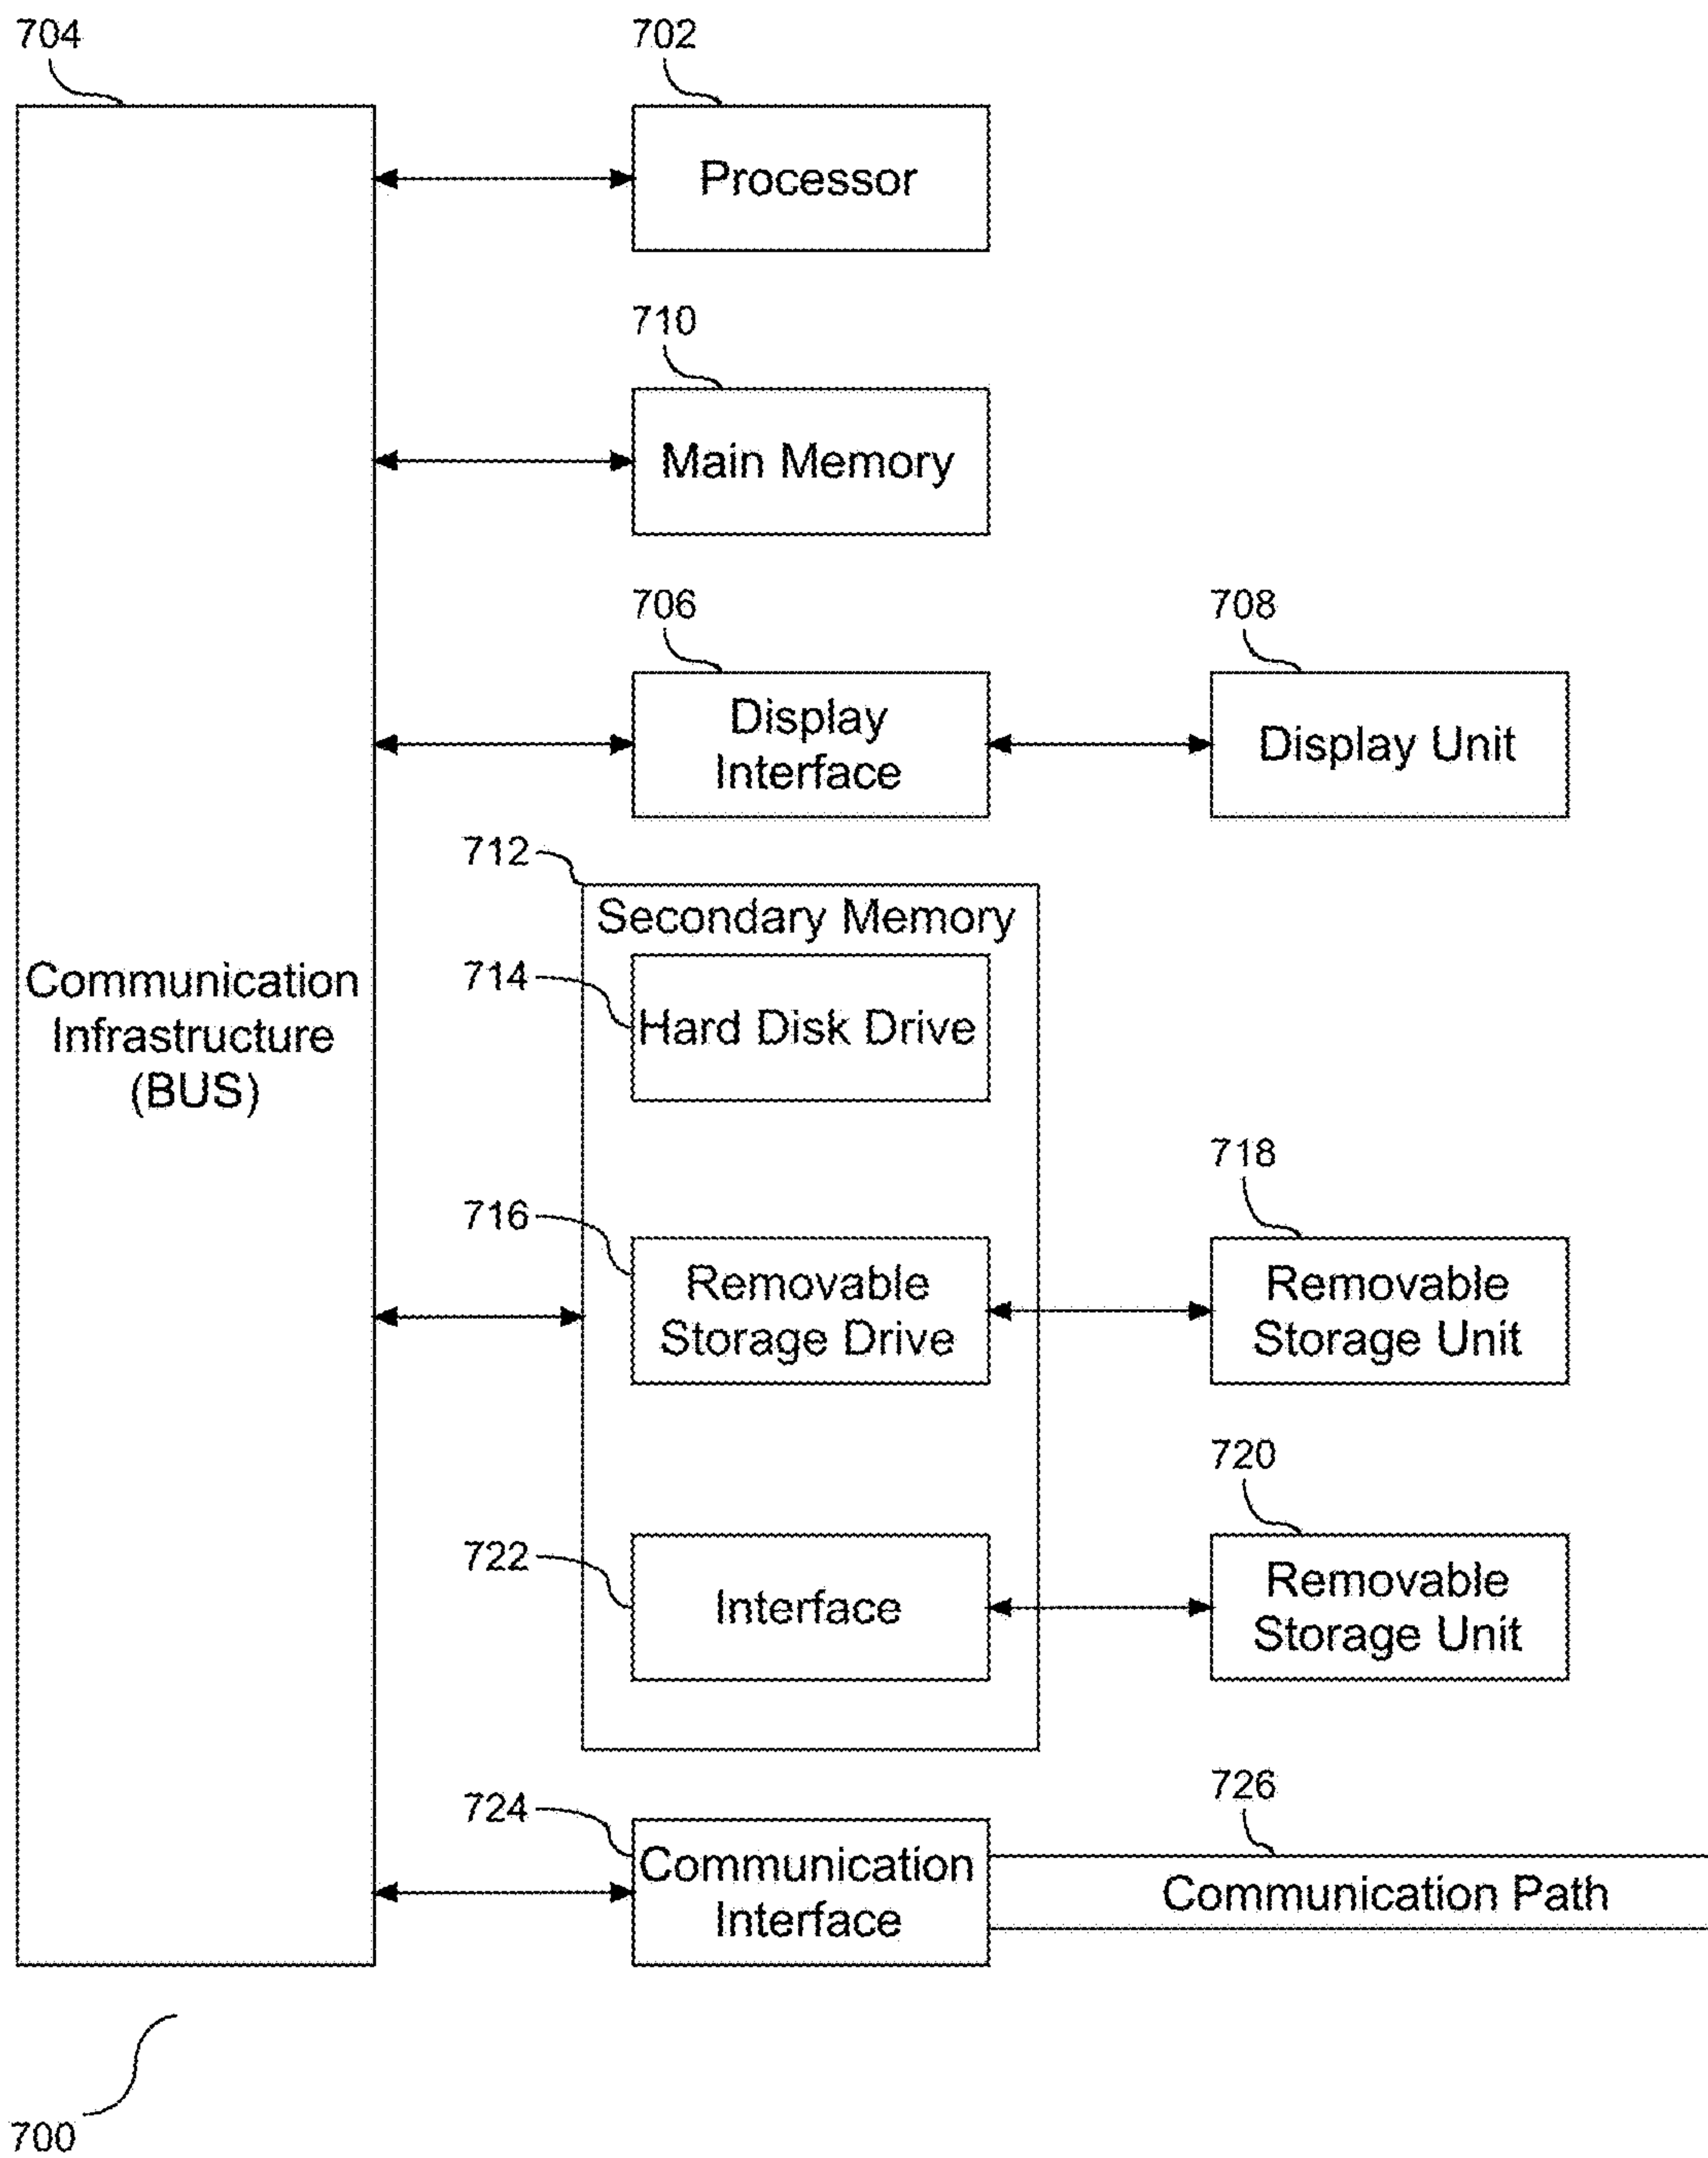 704
702
Processor
710
Main Memory
706
708
Display
Interface
Display Unit
712
Secondary Memory
714
Hard Disk Drive
Communication
Infrastructure
(BUS)
718
716
Removable
Storage Drive
Removable
Storage Unit
720
722
Interface
Removable
Storage Unit
724
726
Communication
Interface
Communication Path
700